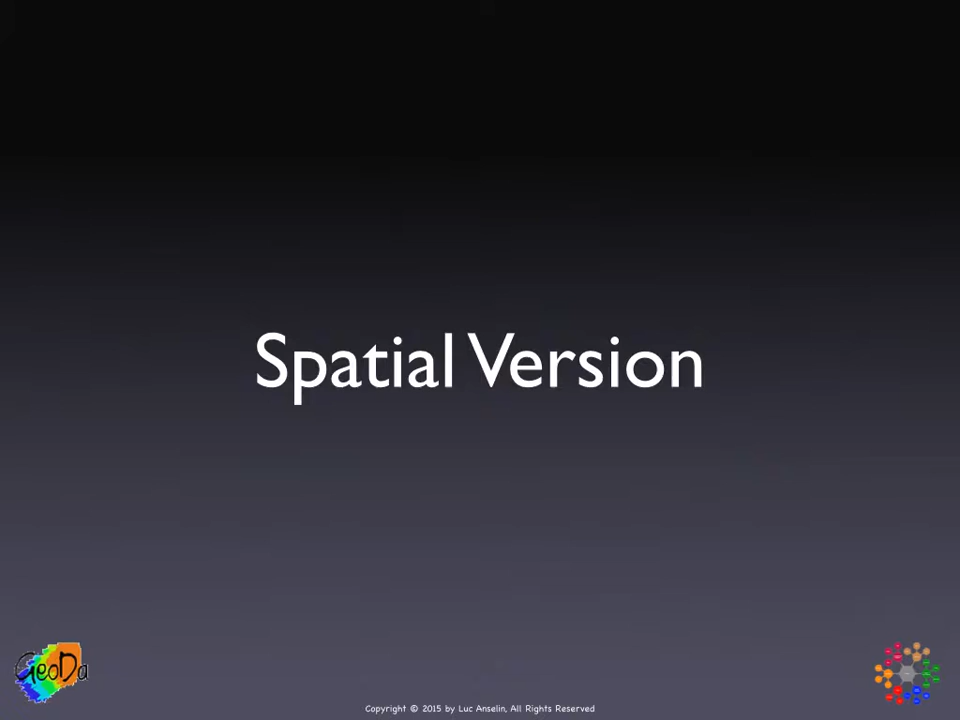 Spatial Version
GeoDa
Copyright © 2015 by Luc Anselin, All Rights Reserved